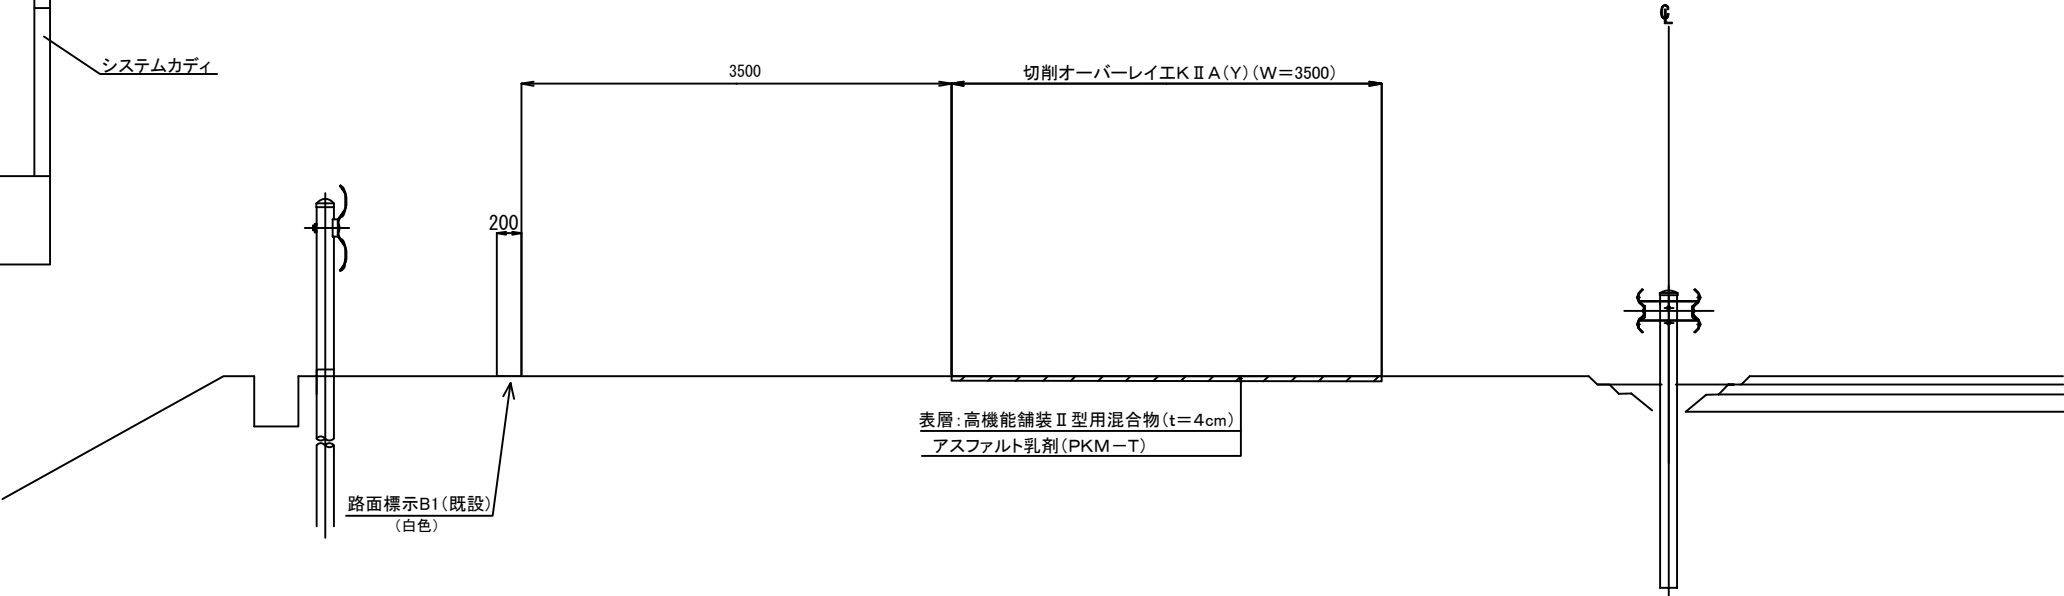 ℄
システムカディ
3500
切削オーバーレイ工KⅡA(Y)(W=3500)
200
表層:高機能舗装Ⅱ型用混合物(t=4cm)
アスファルト乳剤(PKM-T)
路面標示B1(既設)
(白色)